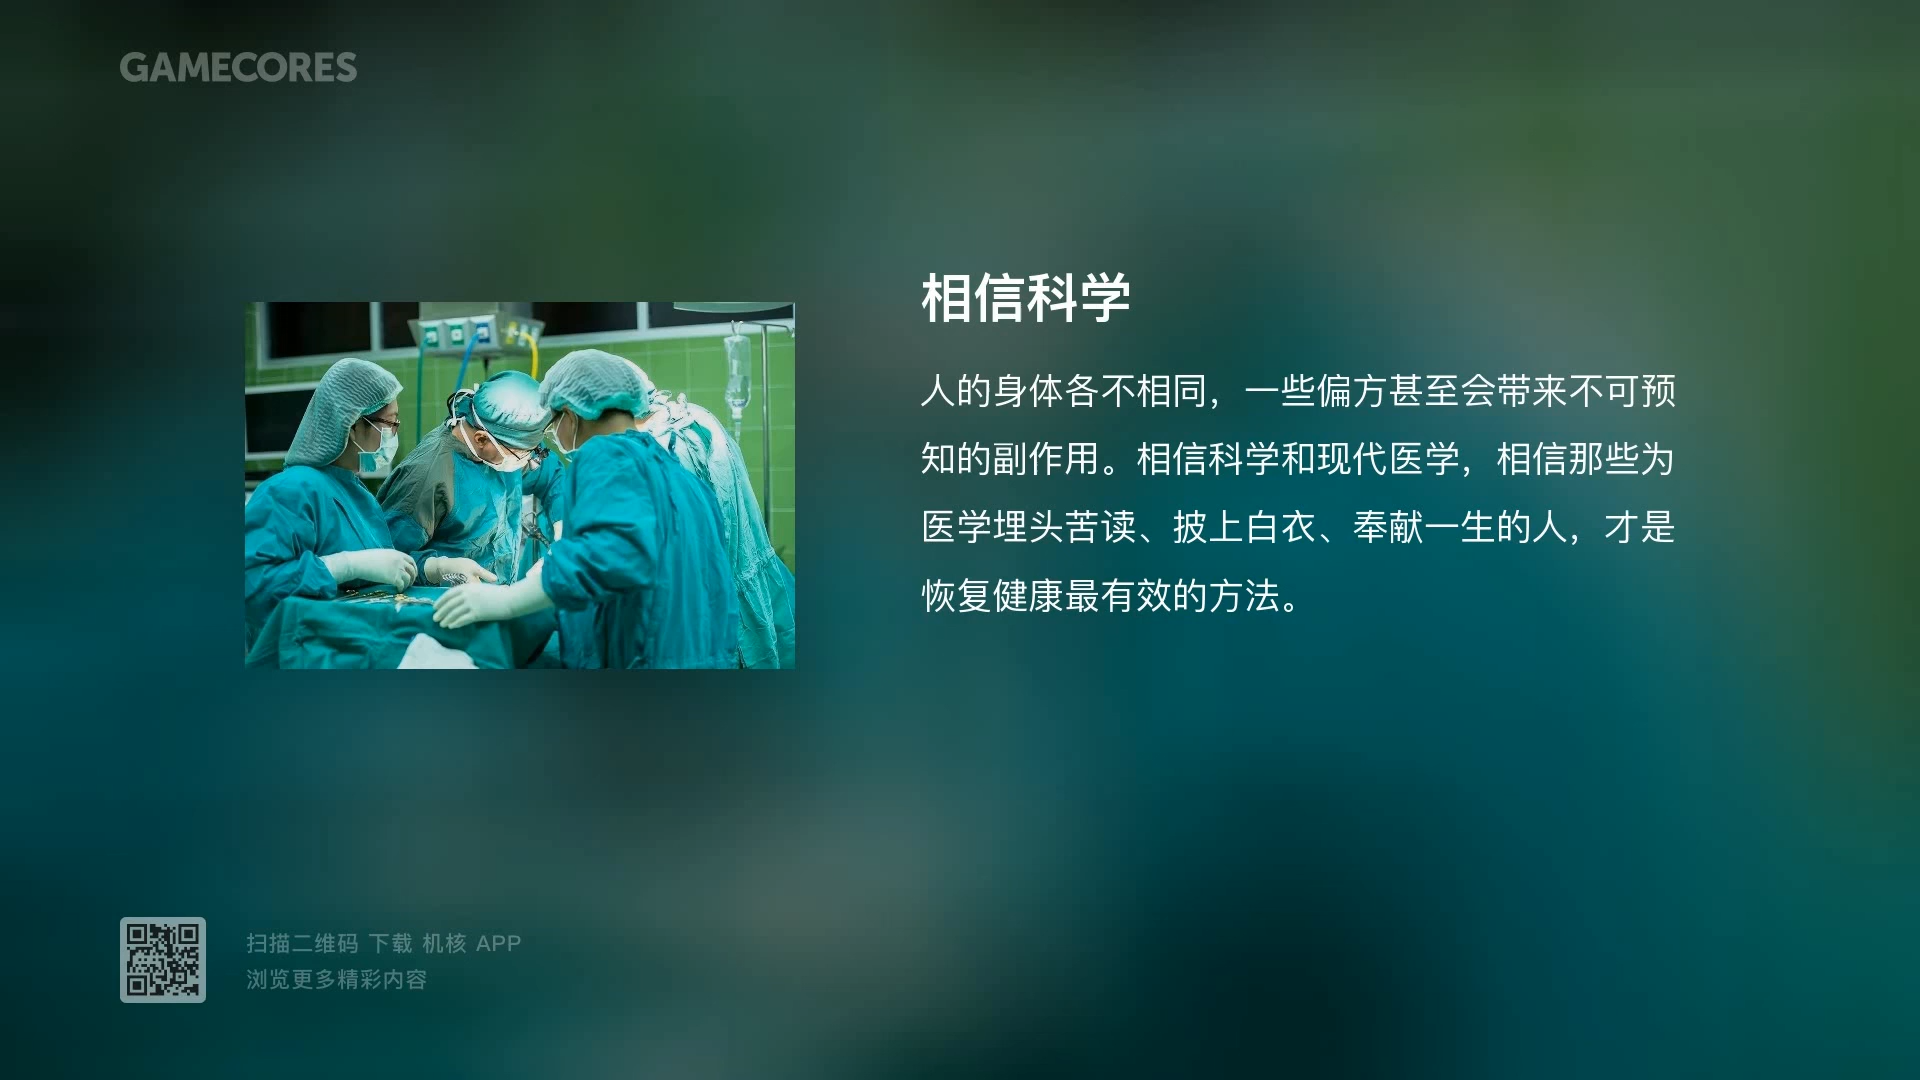 GAMECORES
相信科学
人的身体各不相同，一些偏方甚至会带来不可预
知的副作用。相信科学和现代医学，相信那些为
医学埋头苦读、披上白衣、奉献一生的人，才是
恢复健康最有效的方法。
扫描二维码 下载 机核 APP
浏览更多精彩内容